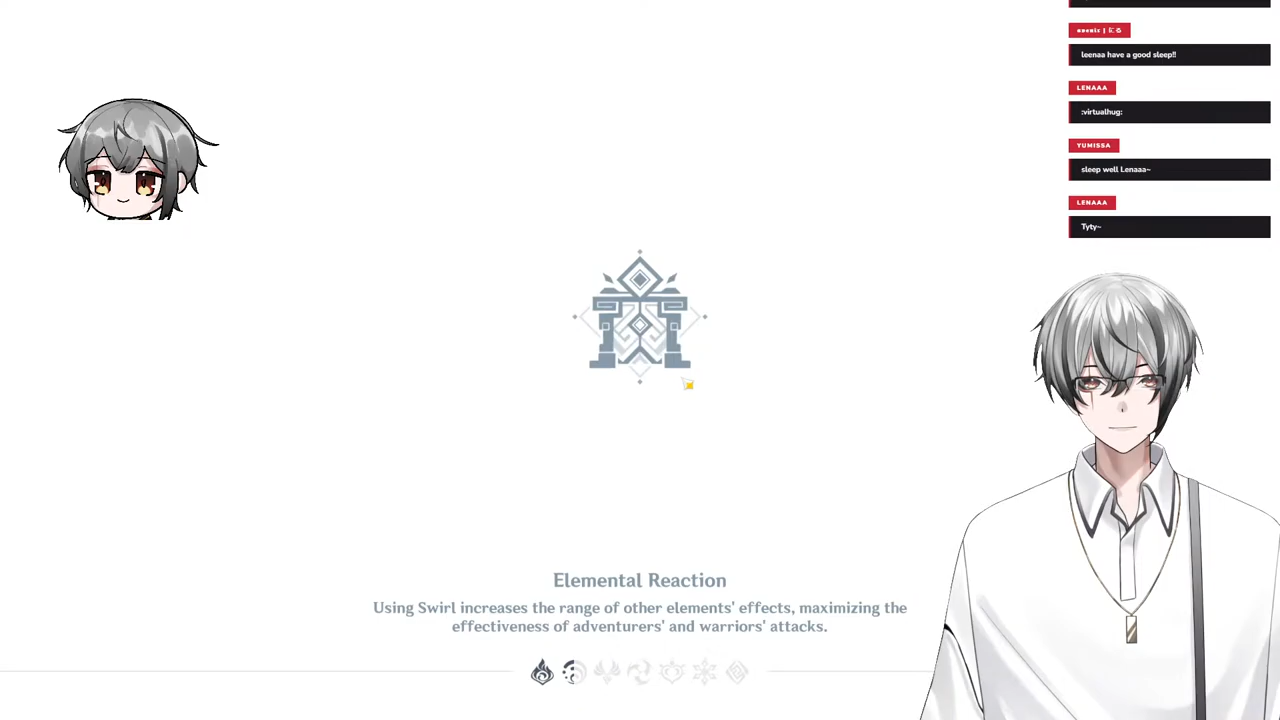 leenaa have a good sleep!!
LENAAA
:virtualhug:
YUMISSA
sleep well Lenaaa~
LENAAA
Tyty~
Elemental Reaction
Using Swirl increases the range of other elements' effects, maximizing the
effectiveness of adventurers' and warriors' attacks.